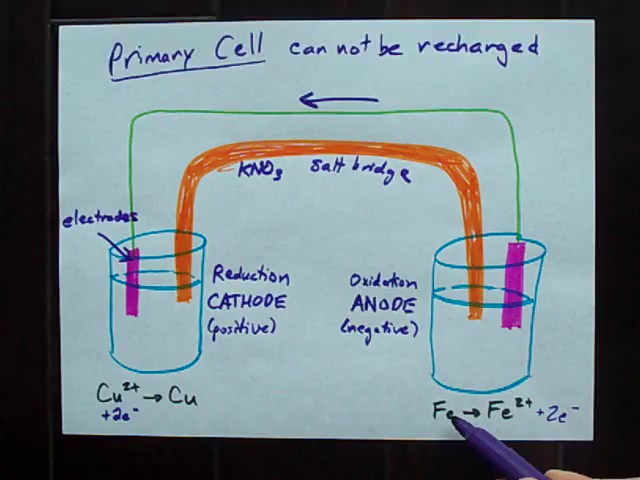 Primary Cell can not be recharged
KNO₃ Salt bridge
electrodes
Reduction
CATHODE
(positive)
Oxidation
ANODE
(negative)
Cu²⁺ → Cu
+2e⁻
Fe → Fe²⁺ +2e⁻